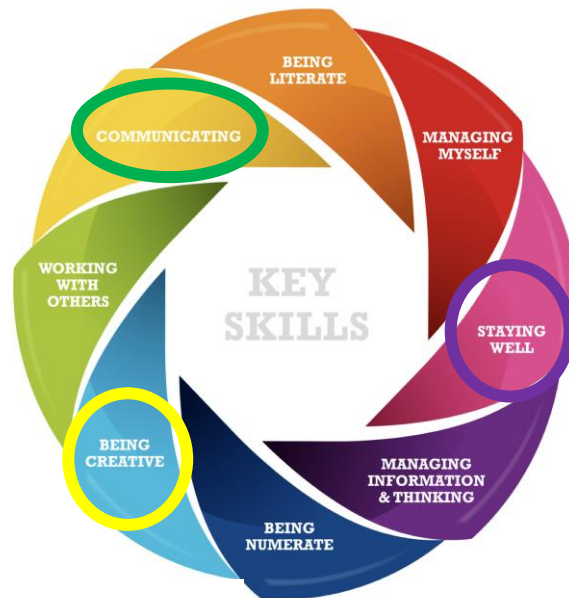 KEY
SKILLS
BEING
LITERATE
MANAGING
MYSELF
STAYING
WELL
MANAGING
INFORMATION
& THINKING
BEING
NUMERATE
BEING
CREATIVE
WORKING
WITH
OTHERS
COMMUNICATING